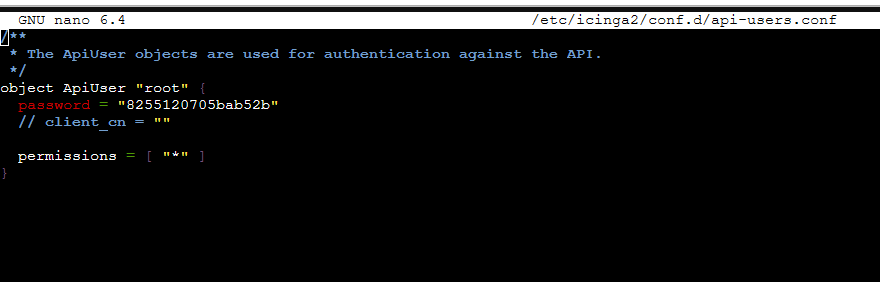 GNU nano 6.4 /etc/icinga2/conf.d/api-users.conf
/**
 * The ApiUser objects are used for authentication against the API.
 */
object ApiUser "root" {
  password = "8255120705bab52b"
  // client_cn = ""
  permissions = [ "*" ]
}